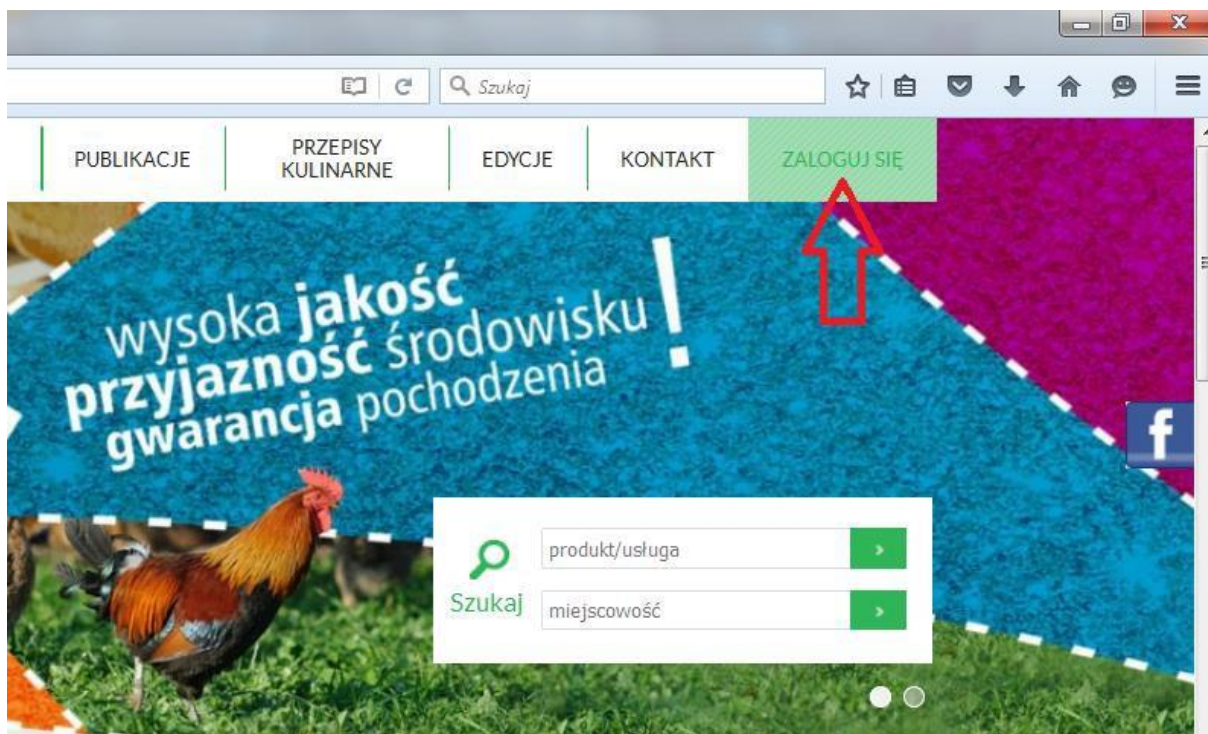 Szukaj
PUBLIKACJE
PRZEPISY
KULINARNE
EDYCJE
KONTAKT
ZALOGUJ SIĘ
wysoka jakość
przyjazność środowisku
gwarancja pochodzenia
!
f
Szukaj
produkt/usługa
miejscowość